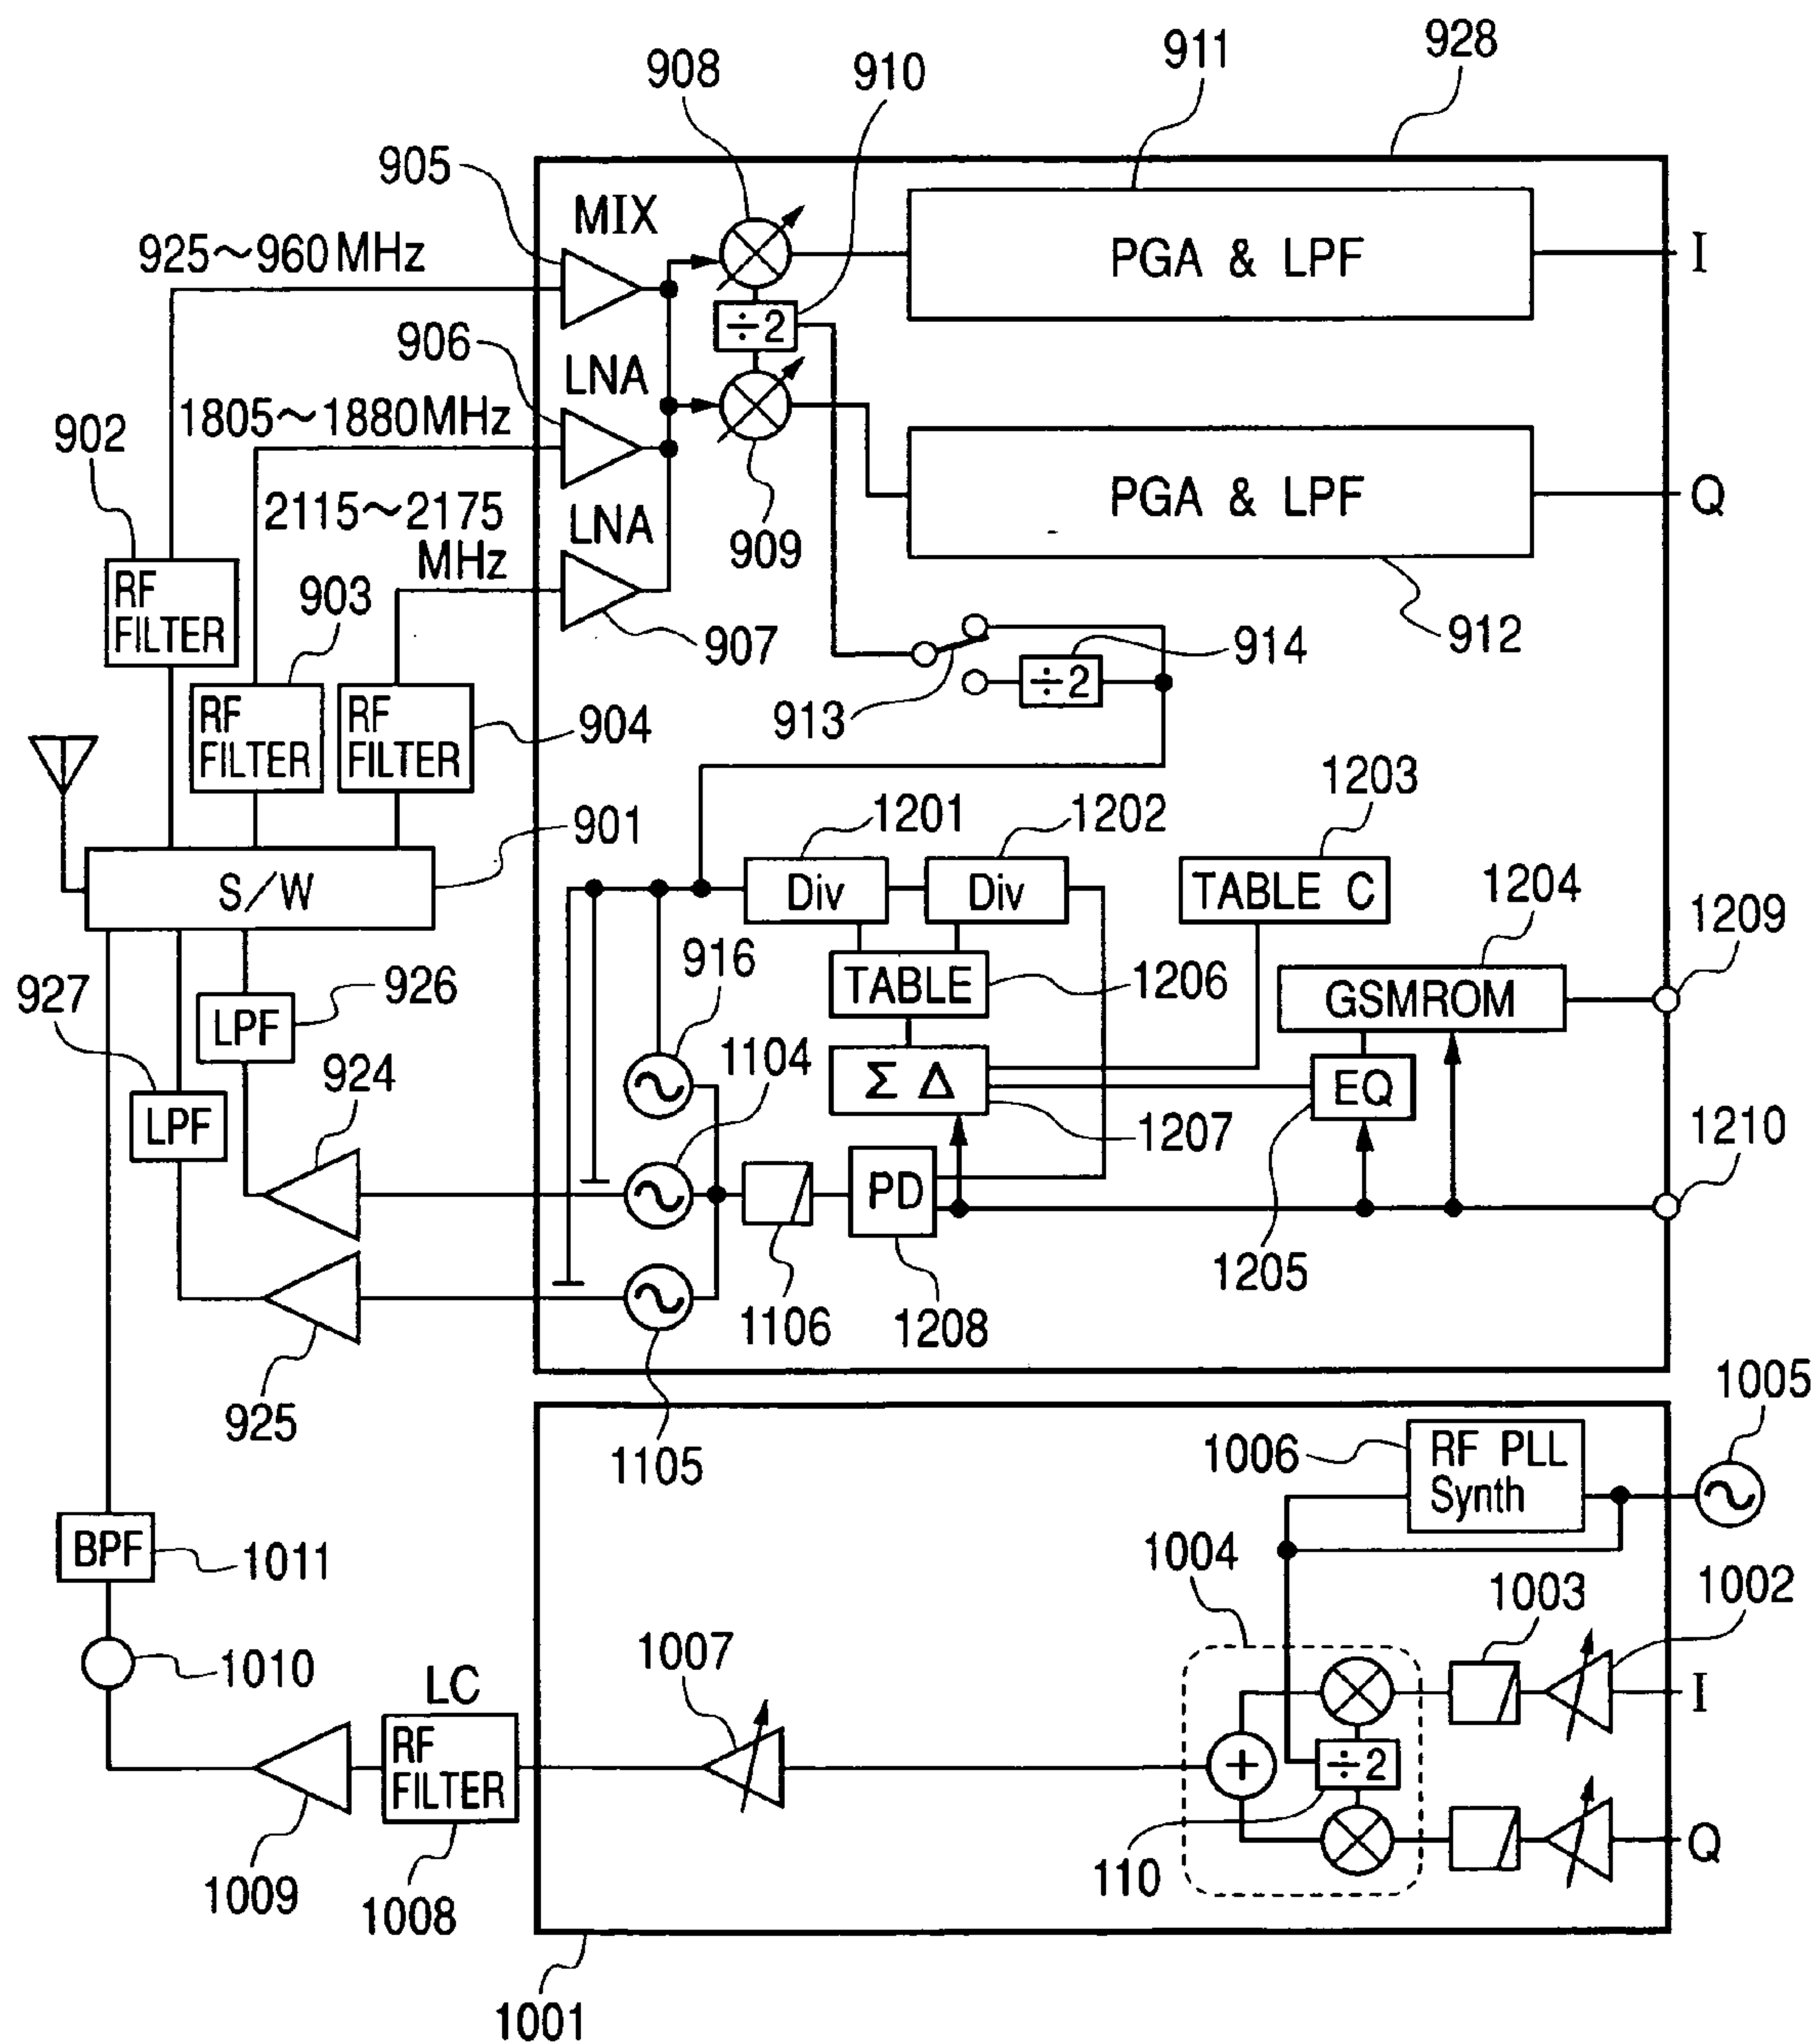 911
928
908
910
905
MIX
925~960 MHz
PGA & LPF
I
÷2
906
LNA
1805~1880MHz
902
2115~2175
MHz
LNA
909
PGA & LPF
Q
RF
FILTER
903
907
912
914
÷2
913
RF
FILTER
RF
FILTER
904
1203
1201
1202
901
S/W
Div
Div
TABLE C
1204
1209
916
927
926
TABLE
1206
GSMROM
LPF
1104
924
Σ Δ
EQ
LPF
1207
1210
PD
1205
1106
1208
925
1105
1005
1006
RF PLL
Synth
BPF
1011
1004
1003
1002
1010
1007
LC
I
RF
FILTER
+
÷2
1009
1008
110
Q
1001